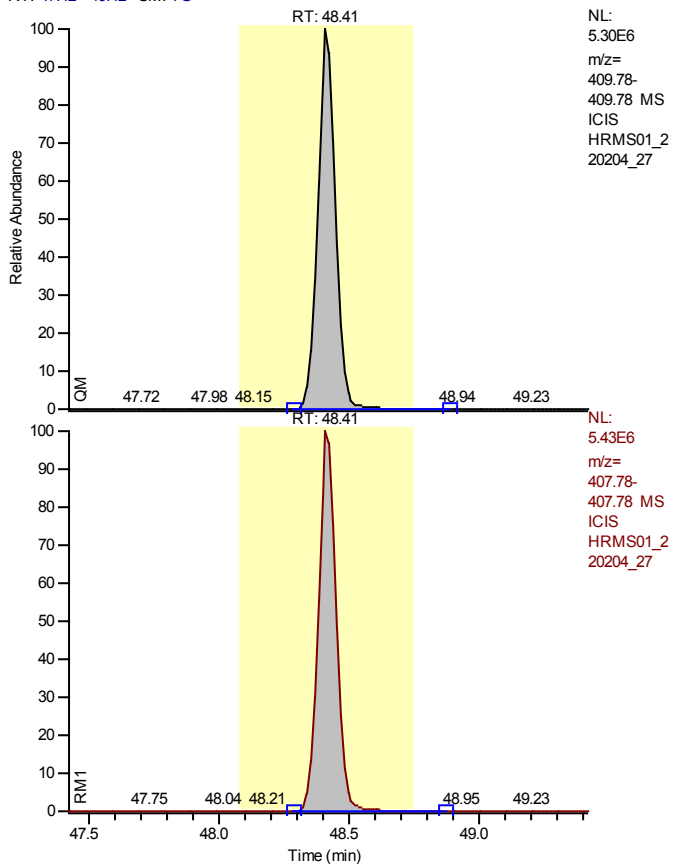 RT: 48.41
NL:
5.30E6
m/z=
409.78-
409.78 MS
ICIS
HRMS01_2
20204_27
100
90
80
70
60
50
40
30
20
10
0
Relative Abundance
QM
47.72 47.98 48.15 48.94 49.23
RT: 48.41
NL:
5.43E6
m/z=
407.78-
407.78 MS
ICIS
HRMS01_2
20204_27
100
90
80
70
60
50
40
30
20
10
0
RM1
47.75 48.04 48.21 48.95 49.23
47.5 48.0 48.5 49.0
Time (min)